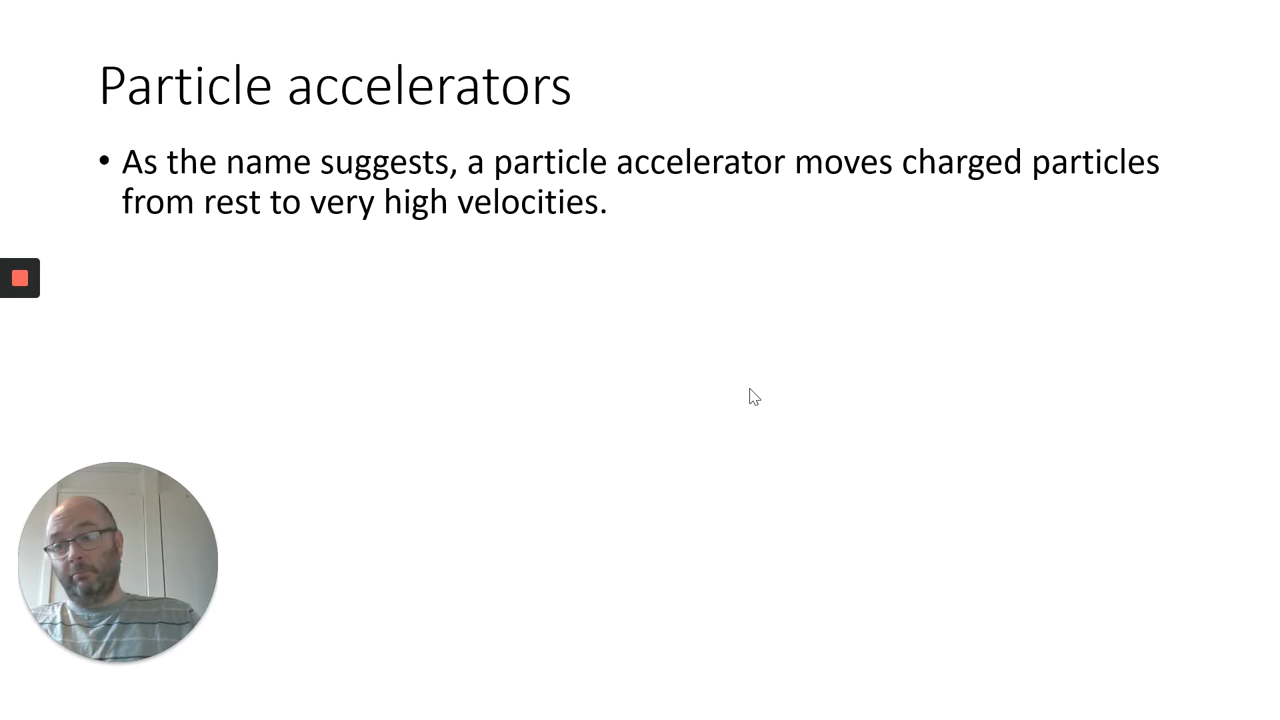 Particle accelerators
• As the name suggests, a particle accelerator moves charged particles
from rest to very high velocities.